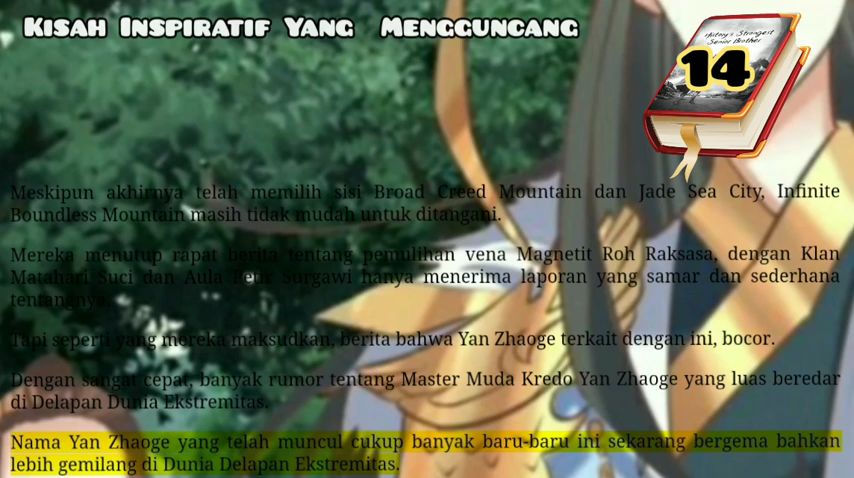 Kisah Inspiratif Yang Mengguncang
History's Strongest
Senior Brother
14
Meskipun akhirnya telah memilih sisi Broad Creed Mountain dan Jade Sea City, Infinite
Boundless Mountain masih tidak mudah untuk ditangani.
Mereka menutup rapat berita tentang pemulihan vena Magnetit Roh Raksasa, dengan Klan
Matahari Suci dan Aula Petir Surgawi hanya menerima laporan yang samar dan sederhana
tentangnya.
Tapi seperti yang mereka maksudkan, berita bahwa Yan Zhaoge terkait dengan ini, bocor.
Dengan sangat cepat, banyak rumor tentang Master Muda Kredo Yan Zhaoge yang luas beredar
di Delapan Dunia Ekstremitas.
Nama Yan Zhaoge yang telah muncul cukup banyak baru-baru ini sekarang bergema bahkan
lebih gemilang di Dunia Delapan Ekstremitas.